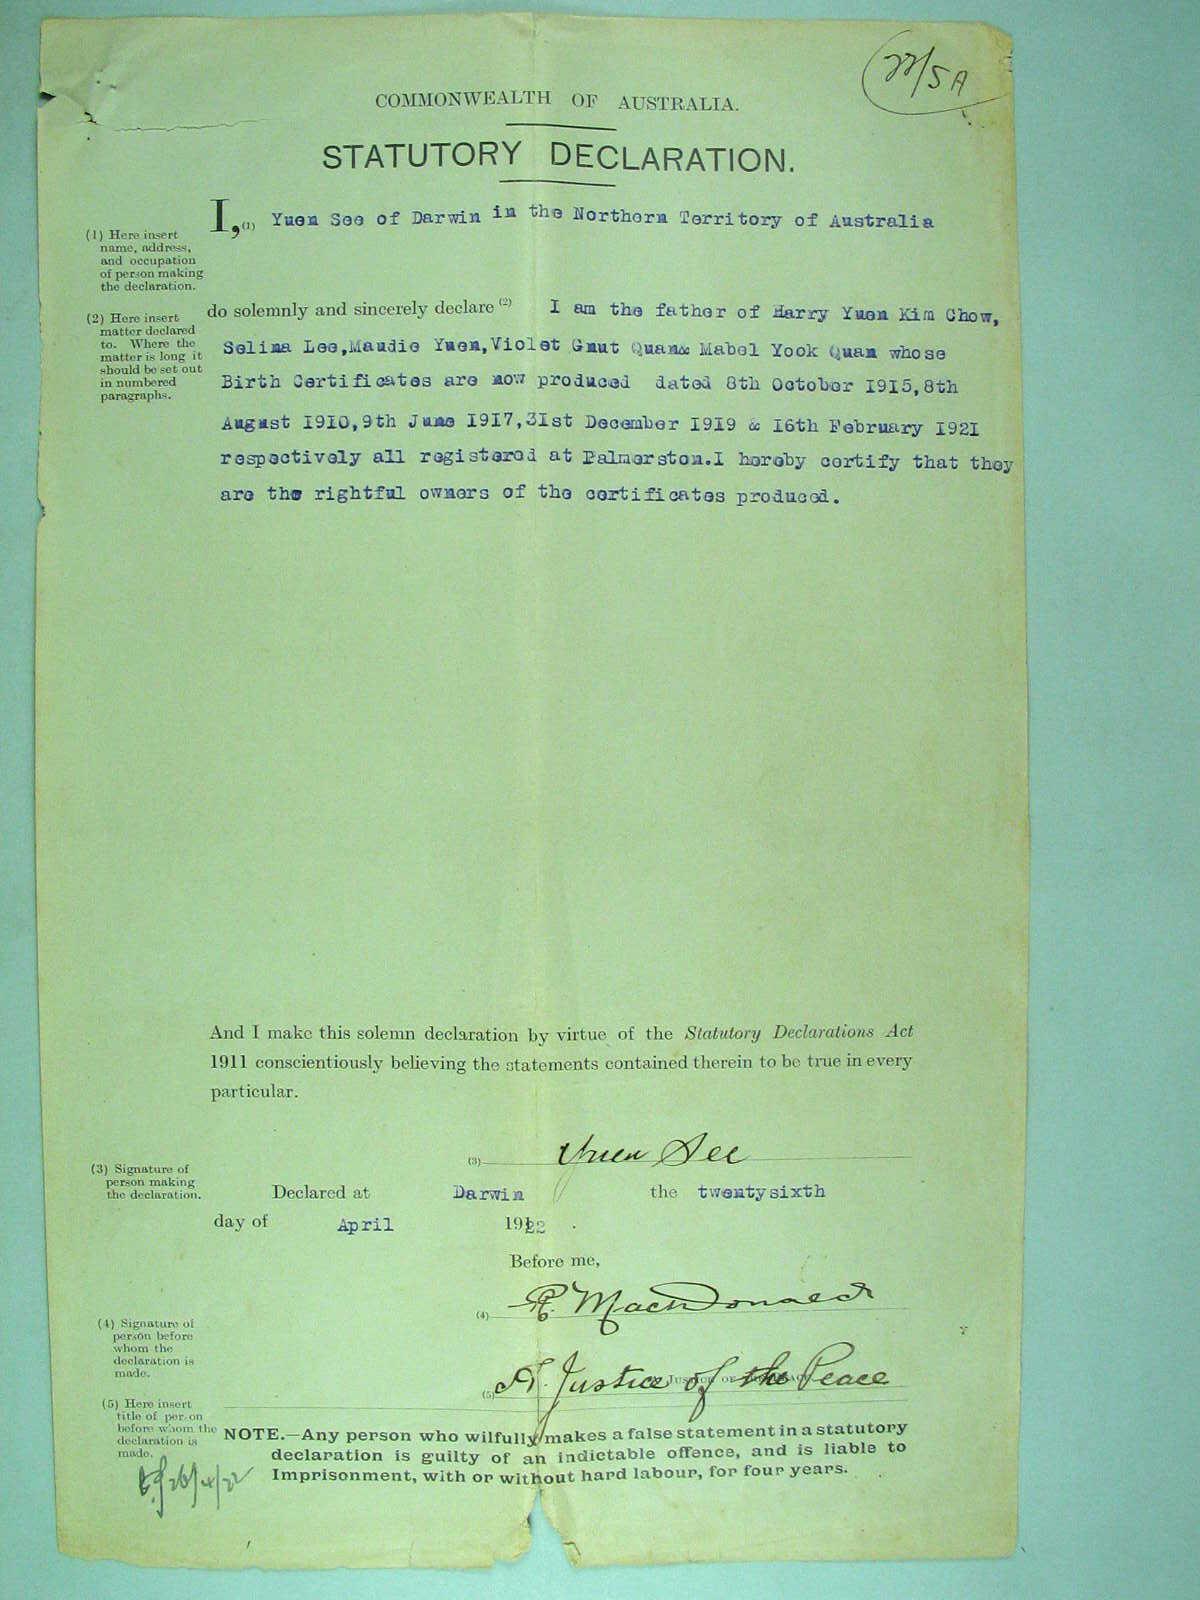 22/5A
COMMONWEALTH OF AUSTRALIA.
STATUTORY DECLARATION.
I, (1) Yuen See of Darwin in the Northern Territory of Australia
(1) Here insert
name, address,
and occupation
of person making
the declaration.
do solemnly and sincerely declare (2) I am the father of Harry Yuen Kim Chow,
Selina Lee,Maudie Yuen,Violet Gnut Quan& Mabel Yook Quan whose
Birth Certificates are now produced dated 8th October 1915,8th
August 1910,9th June 1917,31st December 1919 & 16th February 1921
respectively all registered at Palmerston.I hereby certify that they
are the rightful owners of the certificates produced.
(2) Here insert
matter declared
to. Where the
matter is long it
should be set out
in numbered
paragraphs.
And I make this solemn declaration by virtue of the Statutory Declarations Act
1911 conscientiously believing the statements contained therein to be true in every
particular.
(3) Yuen See
(3) Signature of
person making
the declaration.
Declared at Darwin the twentysixth
day of April 1922 .
Before me,
(4) MacDonald
(4) Signature of
person before
whom the
declaration is
made.
(5) A Justice of the Peace
(5) Here insert
title of person
before whom the
declaration is
made.
NOTE.—Any person who wilfully makes a false statement in a statutory
declaration is guilty of an indictable offence, and is liable to
Imprisonment, with or without hard labour, for four years.
26/4/22